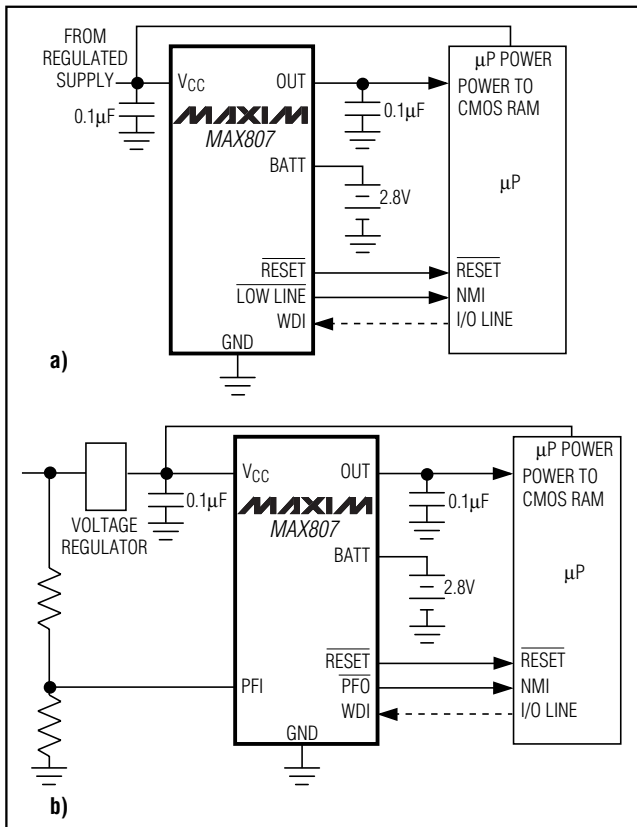 FROM
REGULATED
SUPPLY
0.1µF
VCC
OUT
MAXIM
MAX807
BATT
RESET
LOW LINE
WDI
GND
0.1µF
2.8V
µP POWER
POWER TO
CMOS RAM
µP
RESET
NMI
I/O LINE
a)
VOLTAGE
REGULATOR
0.1µF
VCC
OUT
MAXIM
MAX807
BATT
PFI
RESET
PFO
WDI
GND
0.1µF
2.8V
µP POWER
POWER TO
CMOS RAM
µP
RESET
NMI
I/O LINE
b)